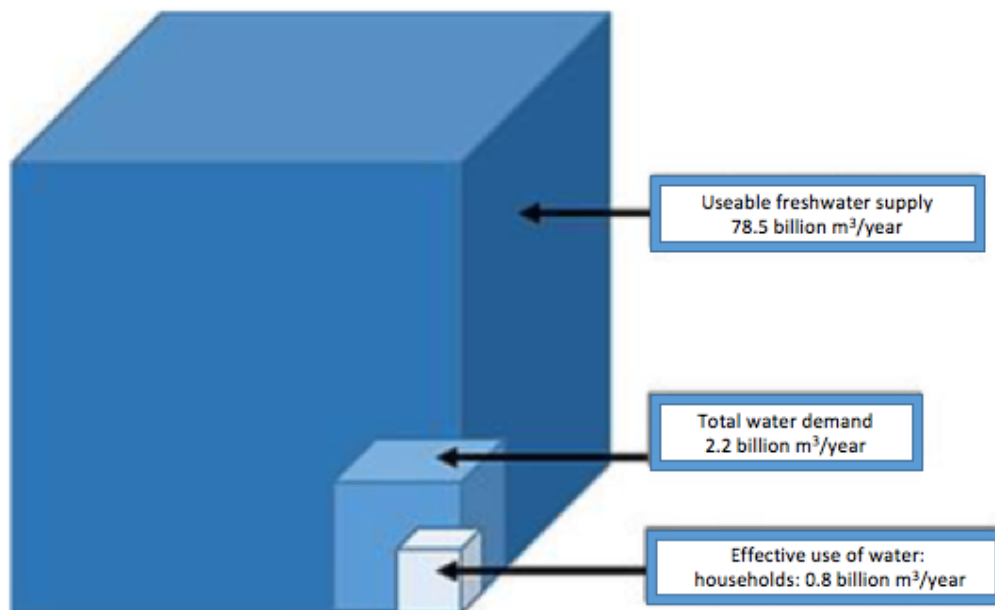 Useable freshwater supply
78.5 billion m³/year
Total water demand
2.2 billion m³/year
Effective use of water:
households: 0.8 billion m³/year